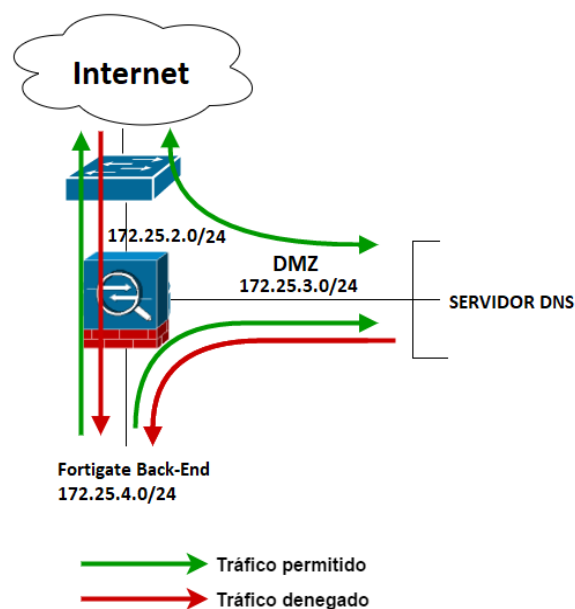 Internet
172.25.2.0/24
DMZ
172.25.3.0/24
SERVIDOR DNS
Fortigate Back-End
172.25.4.0/24
Tráfico permitido
Tráfico denegado